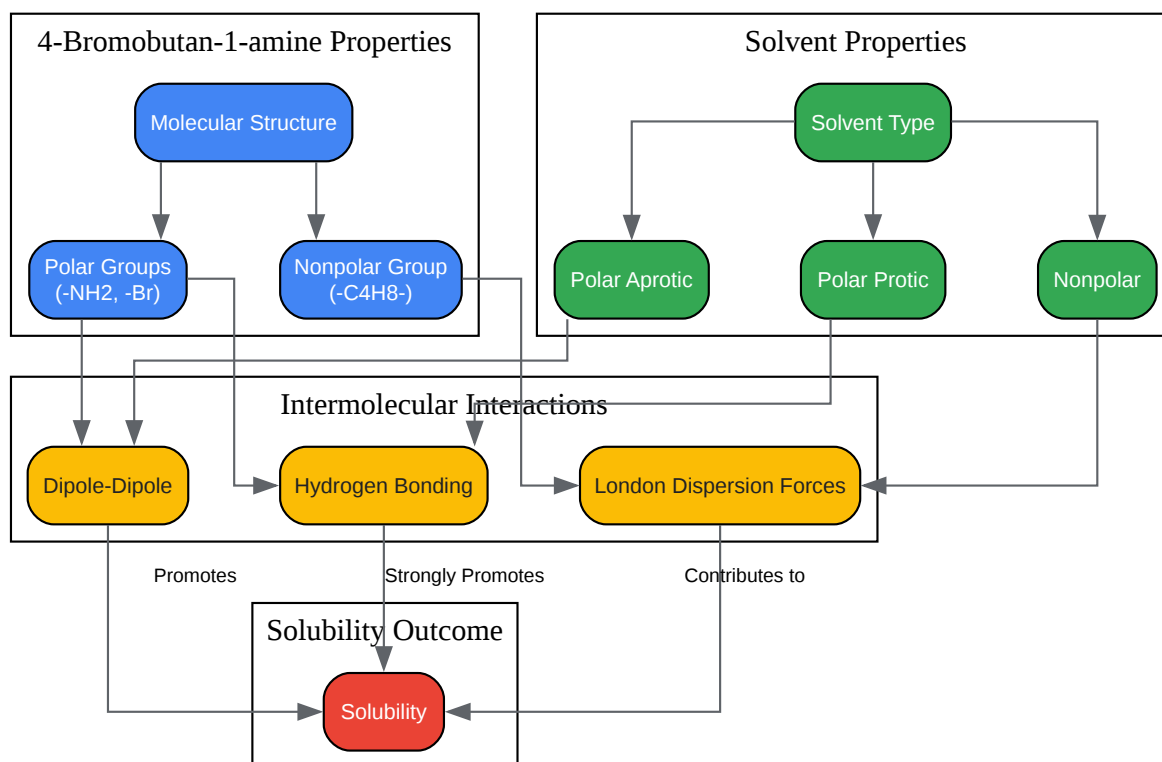 4-Bromobutan-1-amine Properties
Solvent Properties
Molecular Structure
Solvent Type
Polar Groups
(-NH2, -Br)
Nonpolar Group
(-C4H8-)
Polar Aprotic
Polar Protic
Nonpolar
Intermolecular Interactions
Dipole-Dipole
Hydrogen Bonding
London Dispersion Forces
Promotes
Strongly Promotes
Contributes to
Solubility Outcome
Solubility